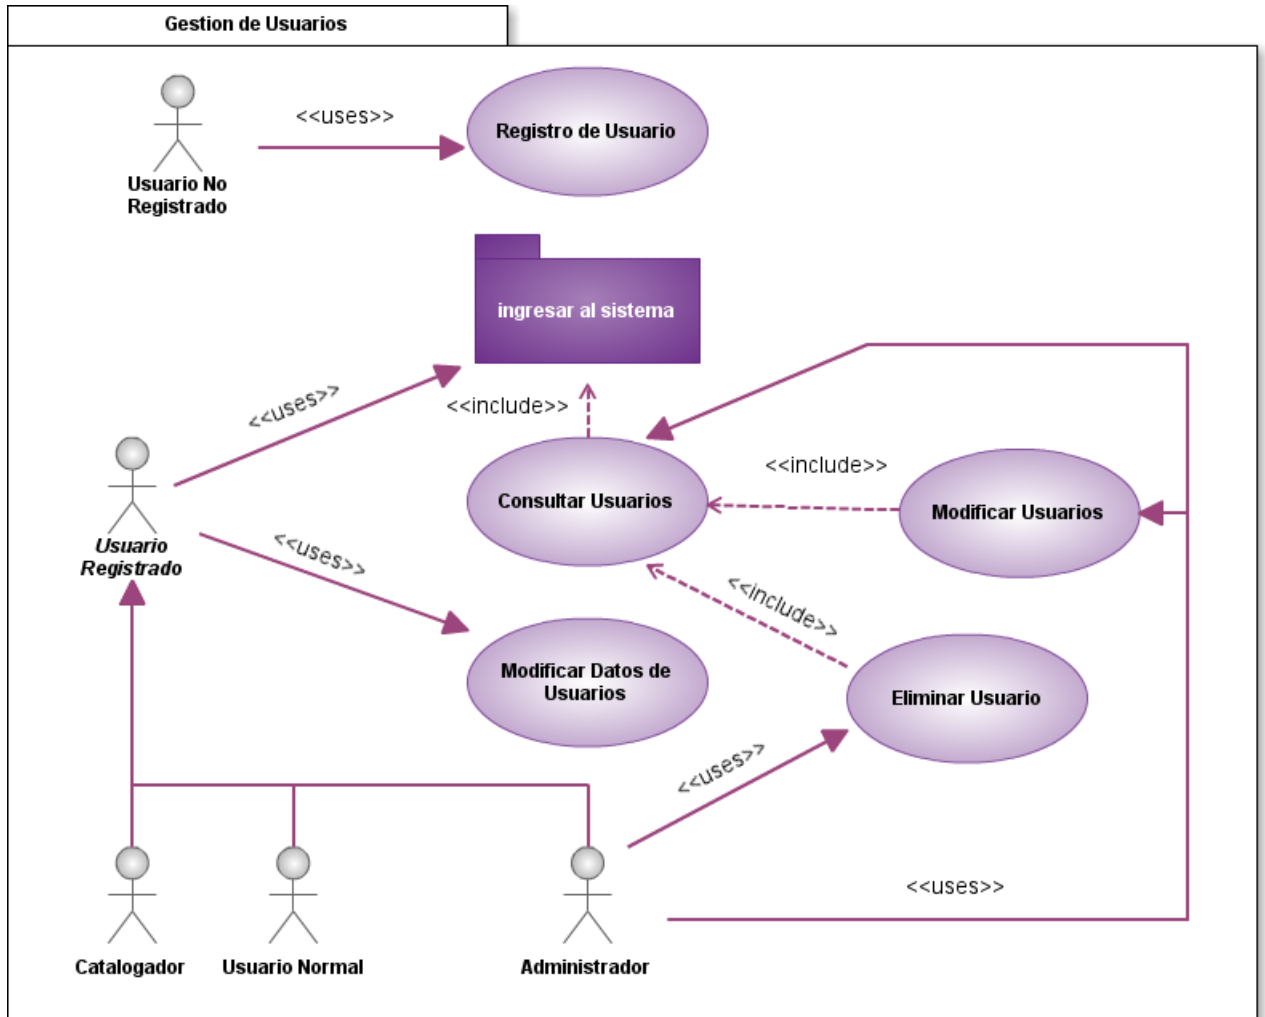 Gestion de Usuarios
<<uses>>
Registro de Usuario
Usuario No
Registrado
ingresar al sistema
<<uses>>
<<include>>
<<include>>
Consultar Usuarios
Modificar Usuarios
Usuario
Registrado
<<uses>>
<<include>>
Modificar Datos de
Usuarios
Eliminar Usuario
<<uses>>
<<uses>>
Catalogador
Usuario Normal
Administrador